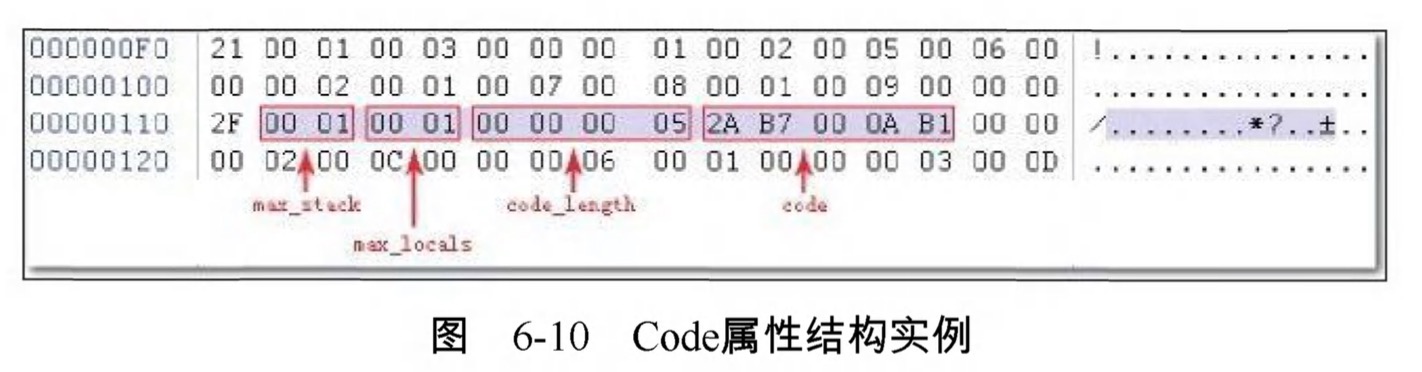 000000F0 21 00 01 00 03 00 00 00 01 00 02 00 05 00 06 00 !...............
00000100 00 00 02 00 01 00 07 00 08 00 01 00 09 00 00 00 ................
00000110 2F 00 01 00 01 00 00 00 05 2A B7 00 0A B1 00 00 /........*?..±..
00000120 00 02 00 0C 00 00 00 06 00 01 00 00 00 03 00 0D ................
max_stack code_length code
max_locals
图 6-10 Code属性结构实例